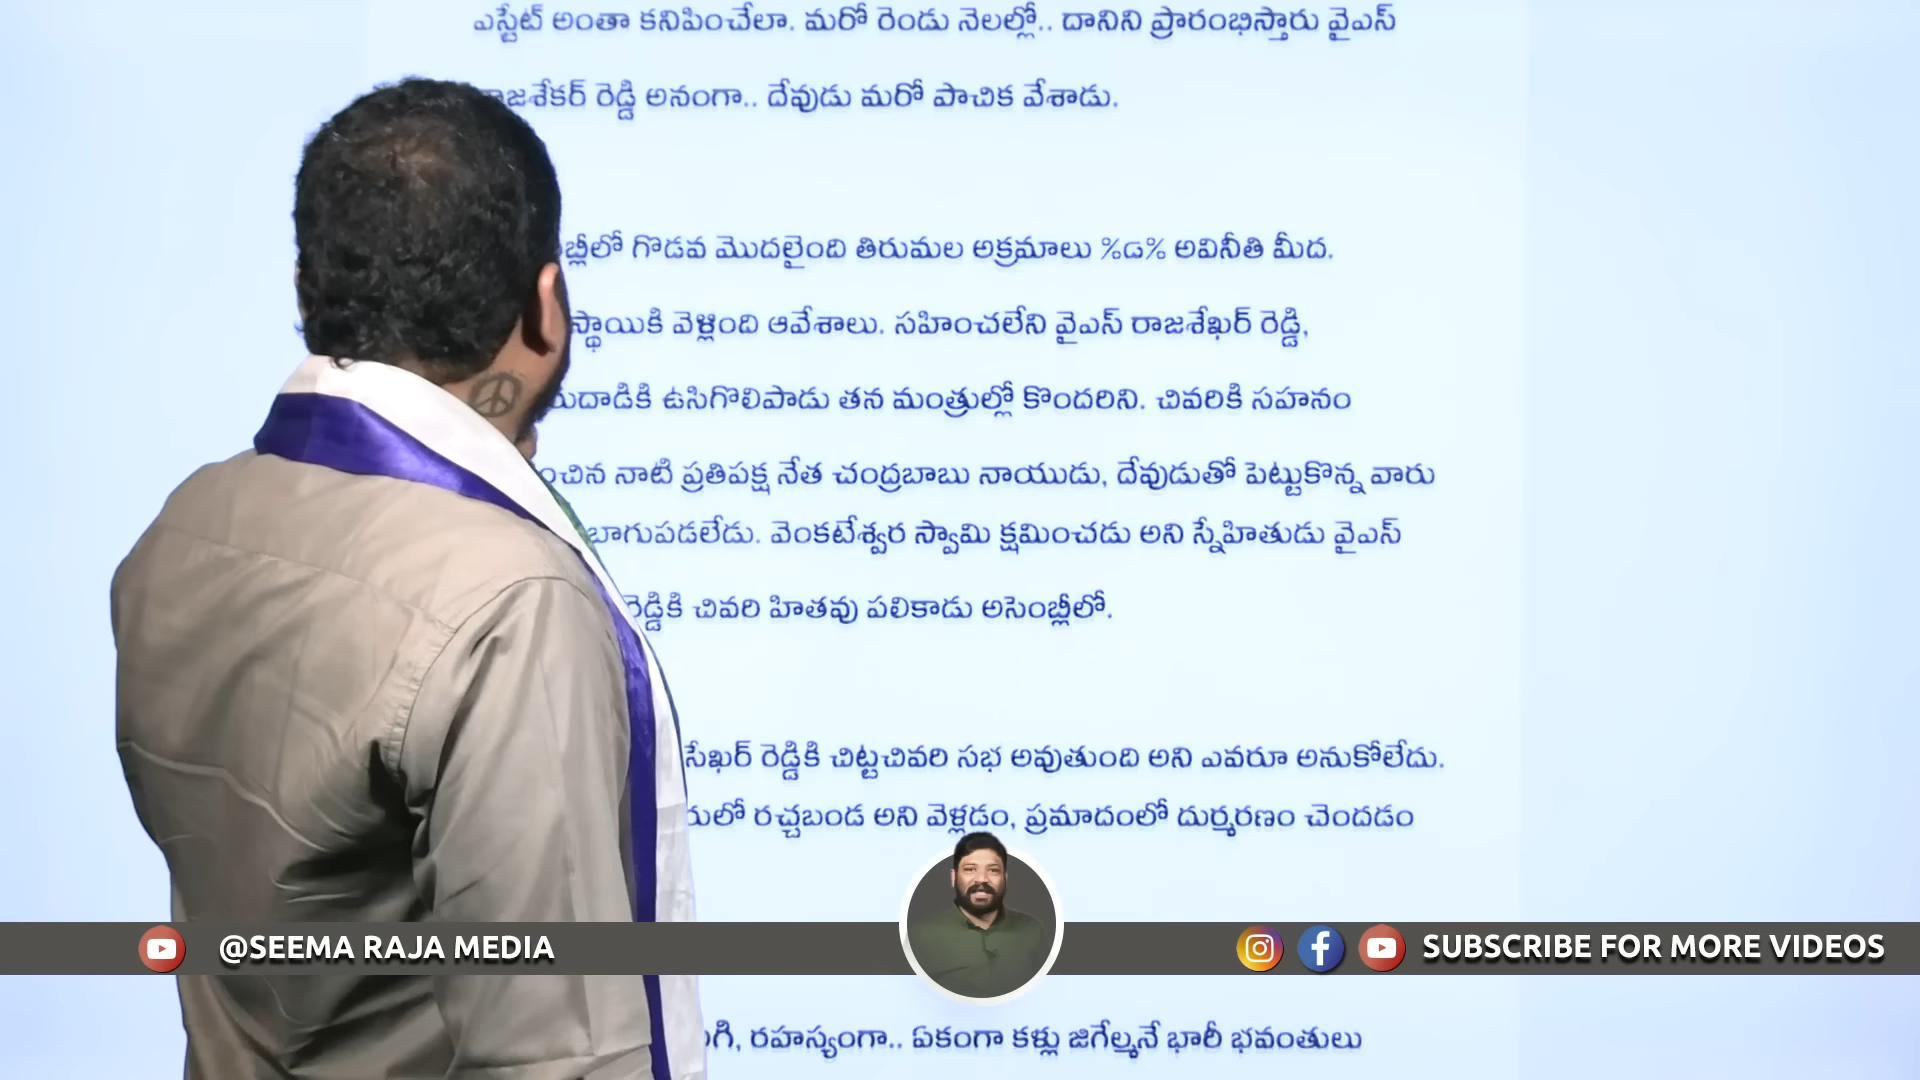 ఎస్టేట్ అంతా కనిపించేలా. మరో రెండు నెలల్లో.. దానిని ప్రారంభిస్తారు వైఎస్
రాజశేకర్ రెడ్డి అనంగా.. దేవుడు మరో పాచిక వేశాడు.
గొడవ మొదలైంది తిరుమల అక్రమాలు %డ% అవినీతి మీద.
స్థాయికి వెళ్లింది ఆవేశాలు. సహించలేని వైఎస్ రాజశేఖర్ రెడ్డి,
ఉసిగొలిపాడు తన మంత్రుల్లో కొందరిని. చివరికి సహనం
నాటి ప్రతిపక్ష నేత చంద్రబాబు నాయుడు, దేవుడుతో పెట్టుకొన్న వారు
బాగుపడలేడు. వెంకటేశ్వర స్వామి క్షమించడు అని స్నేహితుడు వైఎస్
రెడ్డికి చివరి హితవు పలికాడు అసెంబ్లీలో.
రెడ్డికి చిట్టచివరి సభ అవుతుంది అని ఎవరూ అనుకోలేదు.
రచ్చబండ అని వెళ్లడం, ప్రమాదంలో దుర్మరణం చెందడం
@SEEMA RAJA MEDIA
SUBSCRIBE FOR MORE VIDEOS
రహస్యంగా.. ఏకంగా కళ్లు జిగేల్మనే భారీ భవంతులు